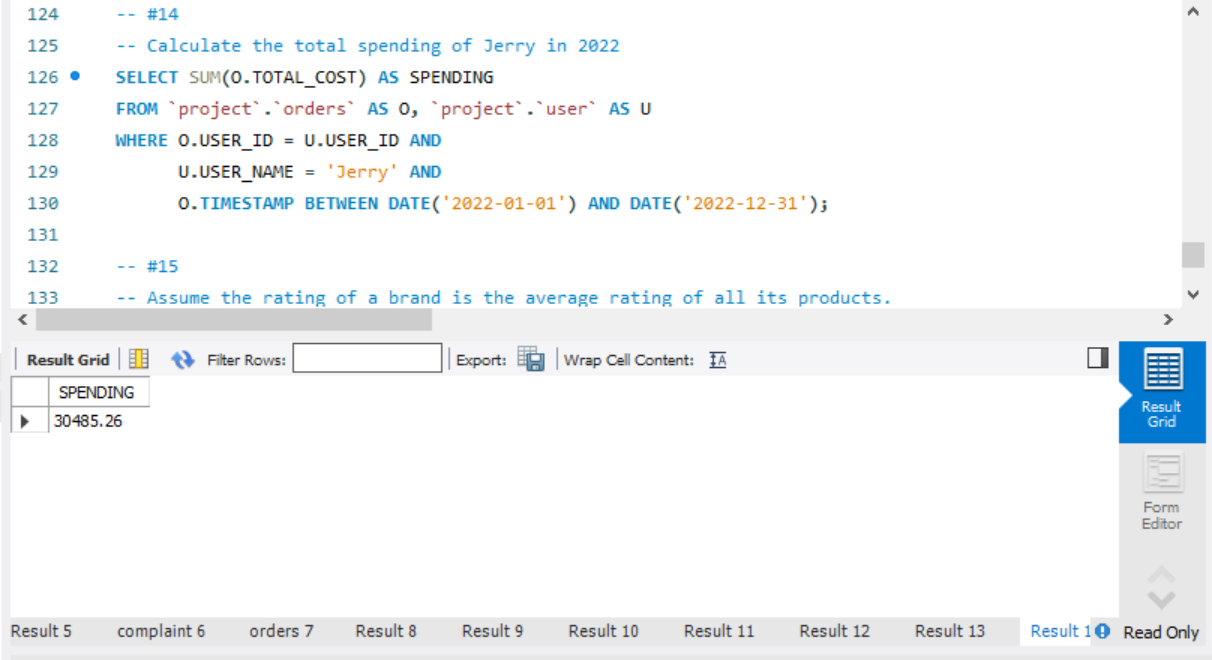 124 -- #14
125 -- Calculate the total spending of Jerry in 2022
126 SELECT SUM(O.TOTAL_COST) AS SPENDING
127 FROM `project`.`orders` AS O, `project`.`user` AS U
128 WHERE O.USER_ID = U.USER_ID AND
129 U.USER_NAME = 'Jerry' AND
130 O.TIMESTAMP BETWEEN DATE('2022-01-01') AND DATE('2022-12-31');
131
132 -- #15
133 -- Assume the rating of a brand is the average rating of all its products.
Result Grid Filter Rows: Export: Wrap Cell Content: IA
SPENDING
30485.26
Result
Grid
Form
Editor
Result 5 complaint 6 orders 7 Result 8 Result 9 Result 10 Result 11 Result 12 Result 13 Result 1 Read Only